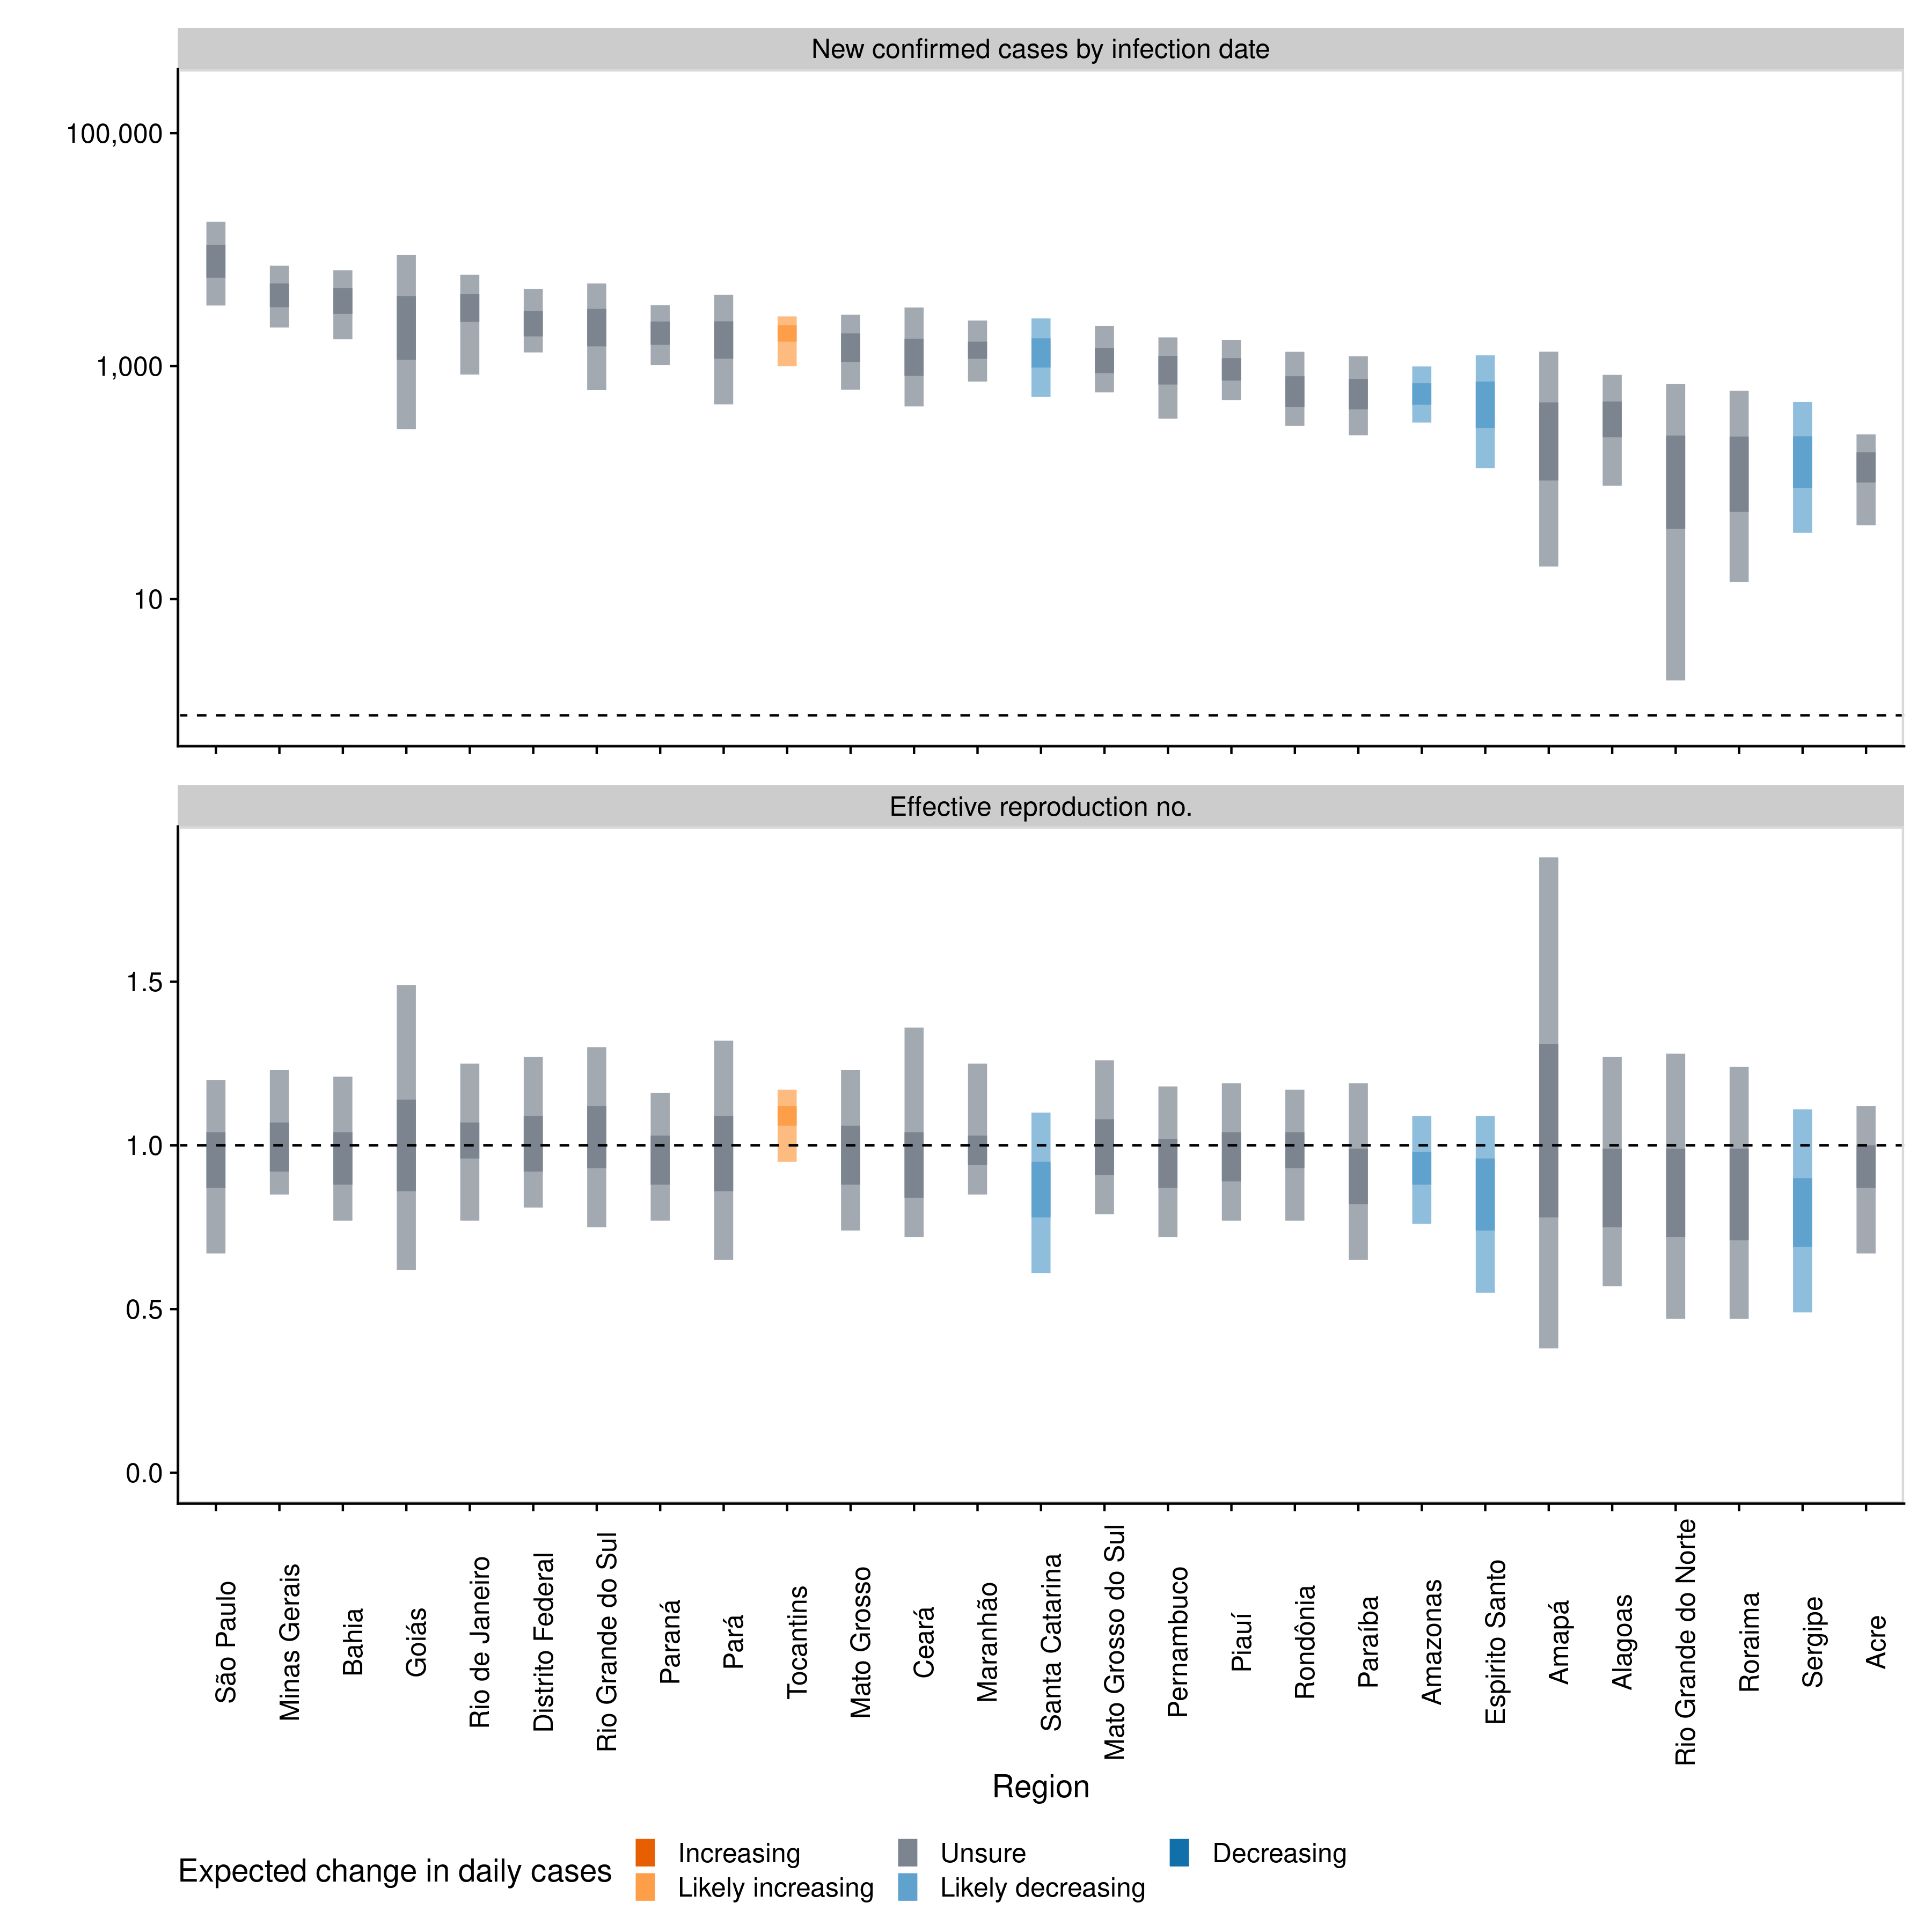 New confirmed cases by infection date
100,000
1,000
10
Effective reproduction no.
1.5
1.0
0.5
0.0
São Paulo
Minas Gerais
Bahia
Goiás
Rio de Janeiro
Distrito Federal
Rio Grande do Sul
Paraná
Pará
Tocantins
Mato Grosso
Ceará
Maranhão
Santa Catarina
Mato Grosso do Sul
Pernambuco
Piauí
Rondônia
Paraíba
Amazonas
Espirito Santo
Amapá
Alagoas
Rio Grande do Norte
Roraima
Sergipe
Acre
Region
Expected change in daily cases
Increasing
Unsure
Decreasing
Likely increasing
Likely decreasing